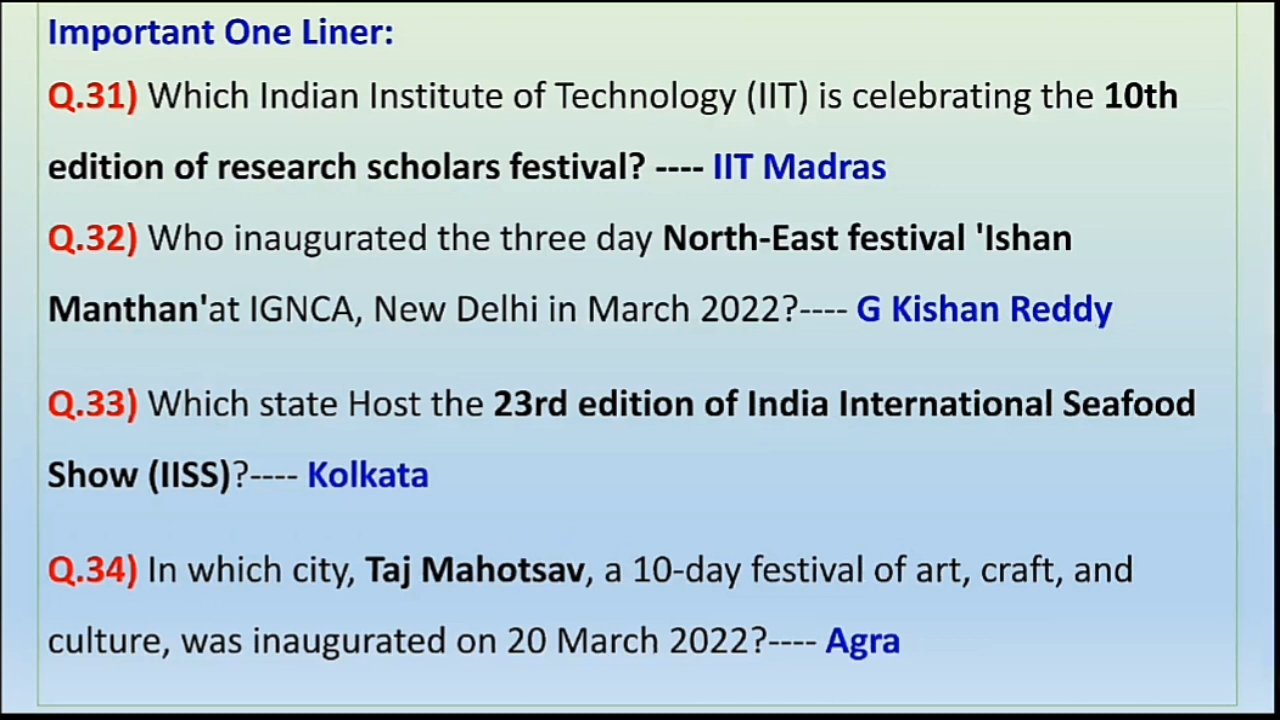 Important One Liner:
Q.31) Which Indian Institute of Technology (IIT) is celebrating the 10th
edition of research scholars festival? ---- IIT Madras
Q.32) Who inaugurated the three day North-East festival 'Ishan
Manthan'at IGNCA, New Delhi in March 2022?---- G Kishan Reddy
Q.33) Which state Host the 23rd edition of India International Seafood
Show (IISS)?---- Kolkata
Q.34) In which city, Taj Mahotsav, a 10-day festival of art, craft, and
culture, was inaugurated on 20 March 2022?---- Agra